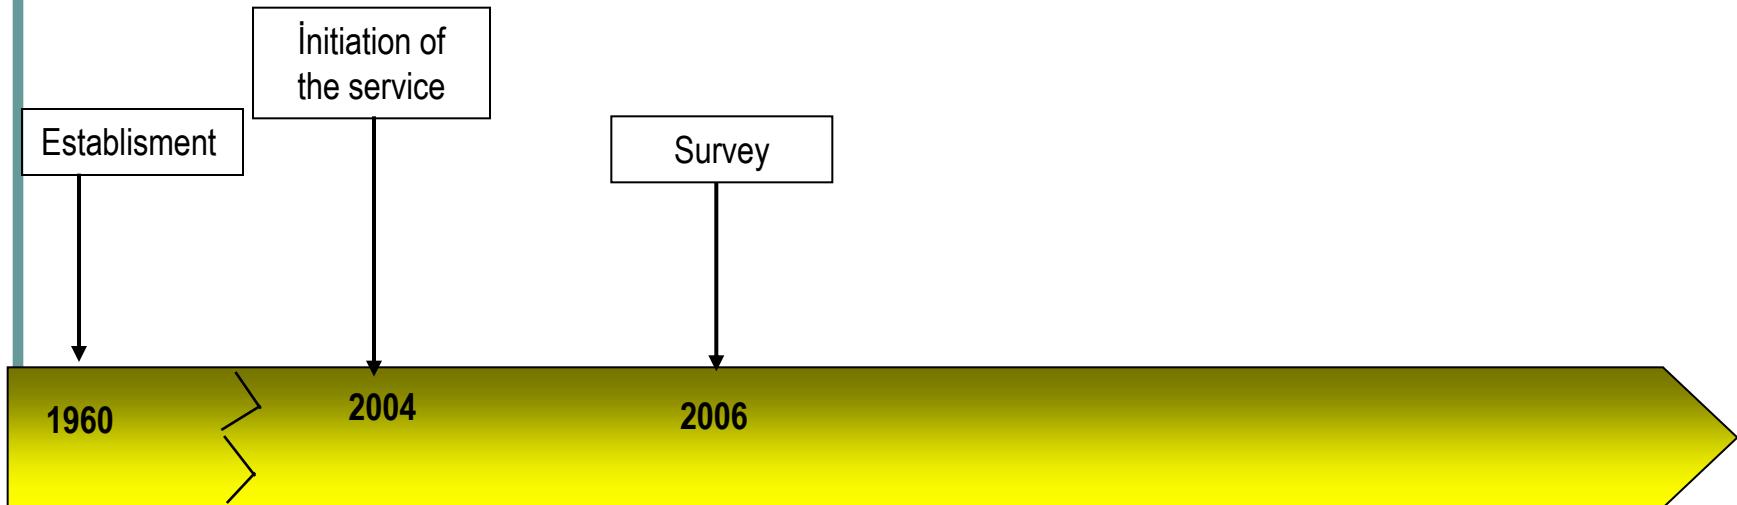 İnitiation of
the service
Establisment
Survey
1960
2004
2006